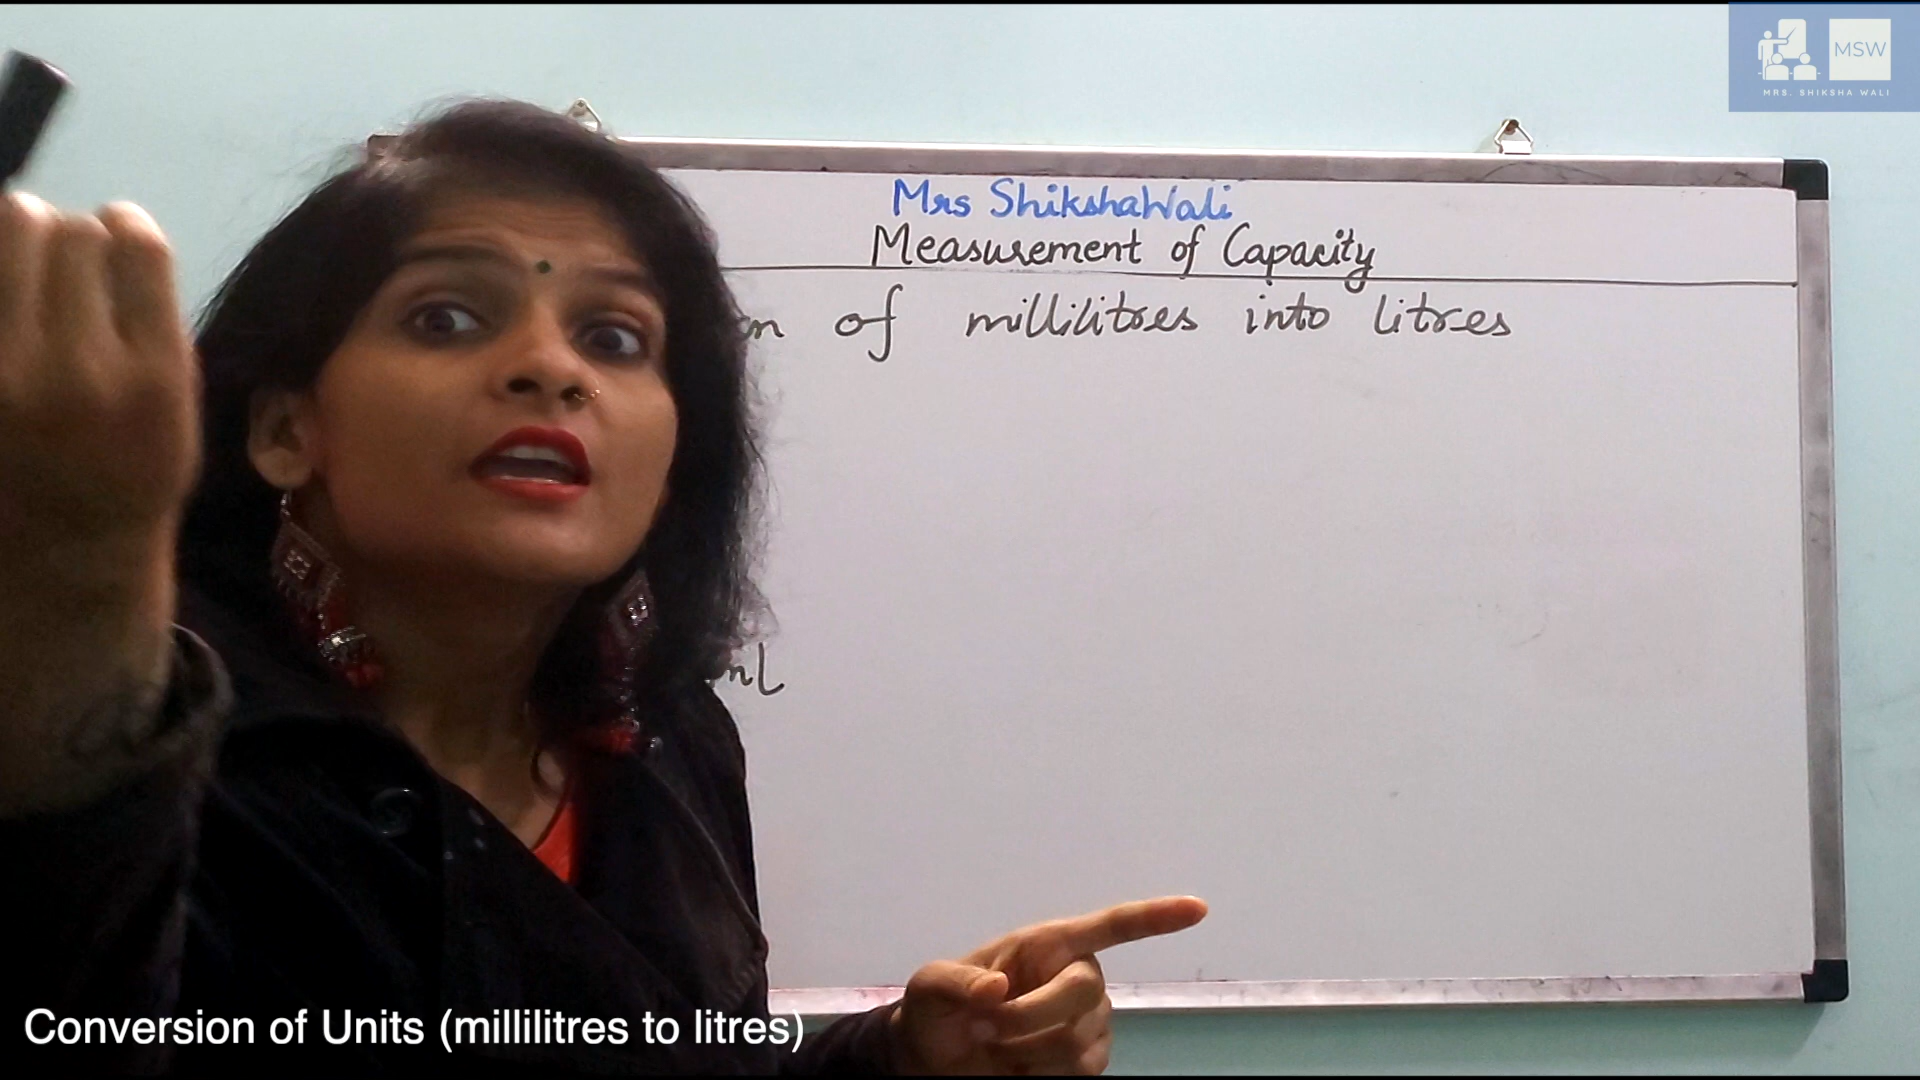 MSW
MRS. SHIKSHA WALI
Mrs ShikshaWali
Measurement of Capacity
of millilitres into litres
Conversion of Units (millilitres to litres)